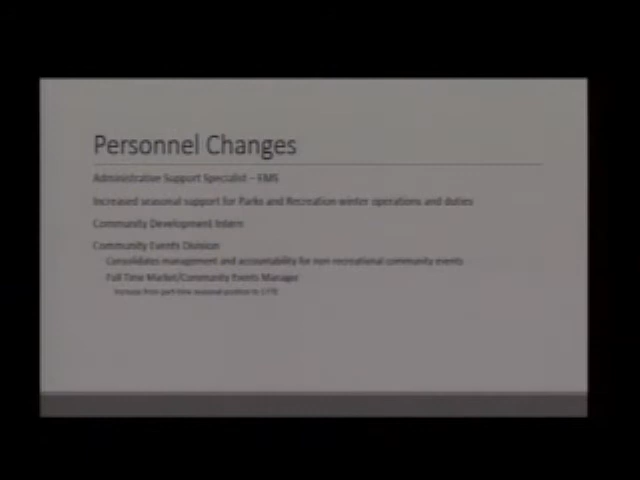 Personnel Changes
Administrative Support Specialist – EMS
Increased seasonal support for Parks and Recreation winter operations and duties
Community Development Intern
Community Events Division
Consolidates management and accountability for non-recreational community events
Full-Time Market/Community Events Manager
Increase from part-time seasonal position to 1 FTE